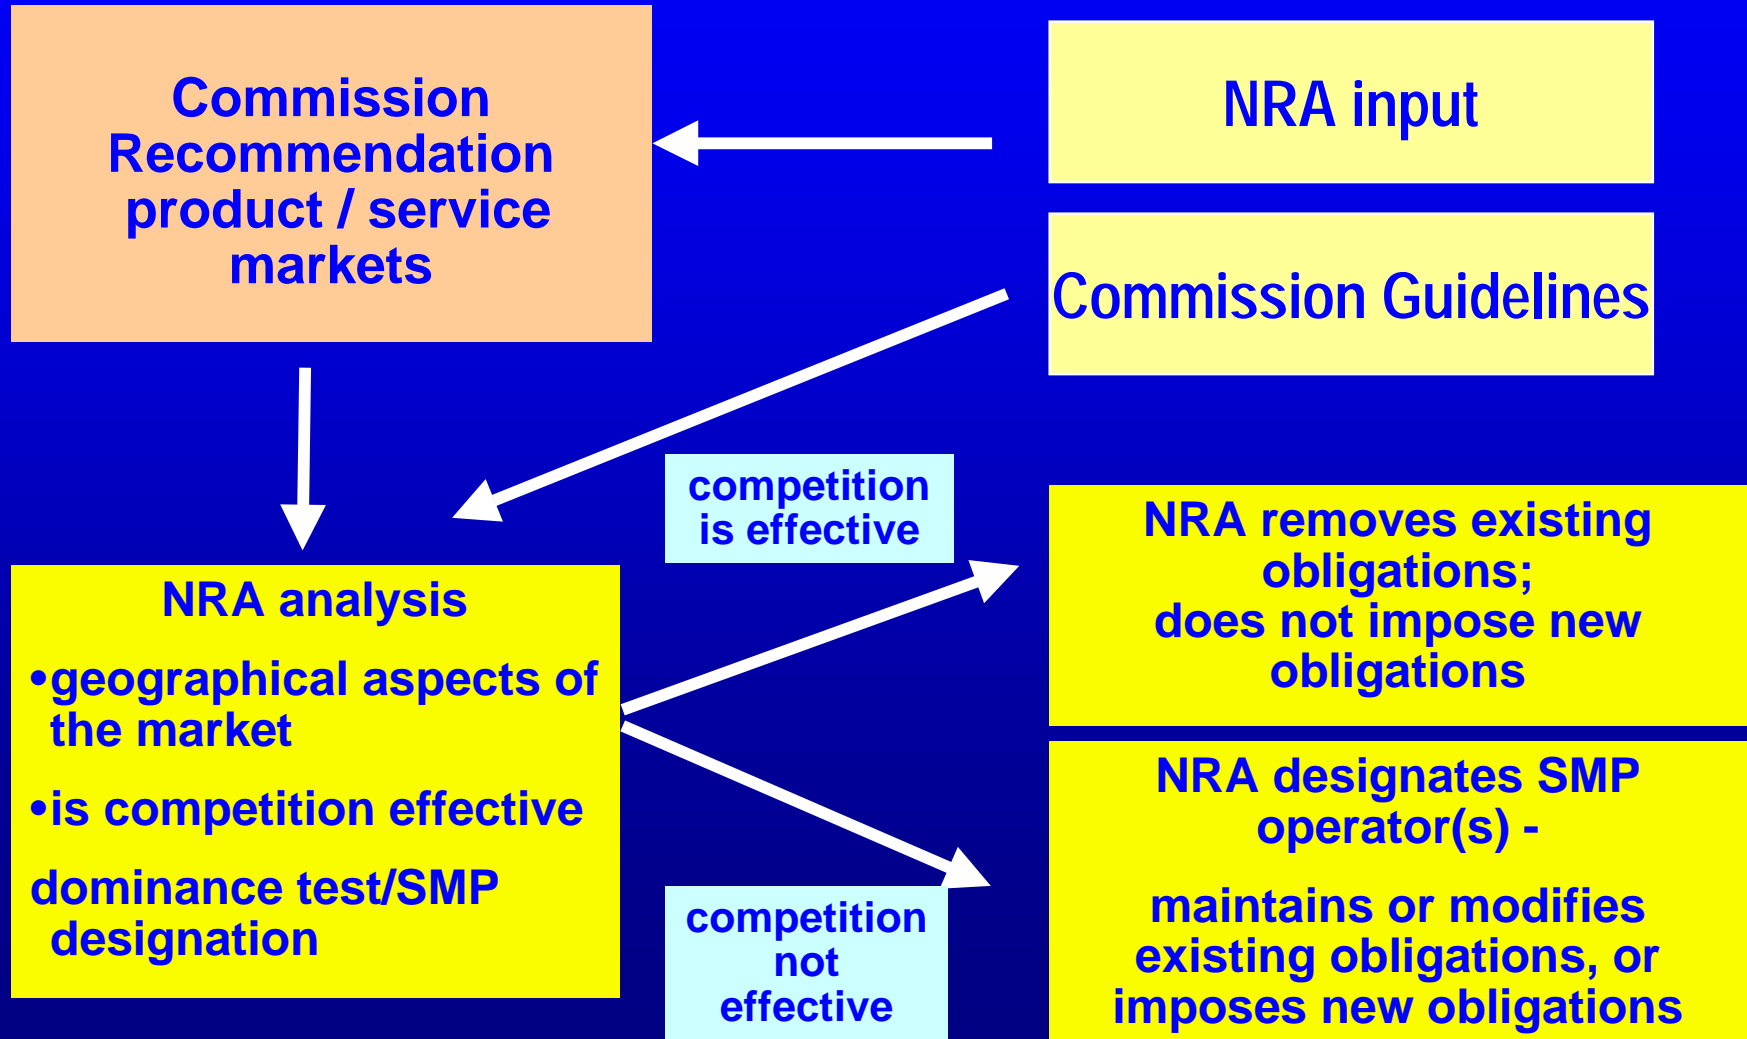 Commission
Recommendation
product / service
markets
NRA input
Commission Guidelines
competition
is effective
NRA analysis
•geographical aspects of
the market
•is competition effective
dominance test/SMP
designation
NRA removes existing
obligations;
does not impose new
obligations
competition
not
effective
NRA designates SMP
operator(s) -
maintains or modifies
existing obligations, or
imposes new obligations